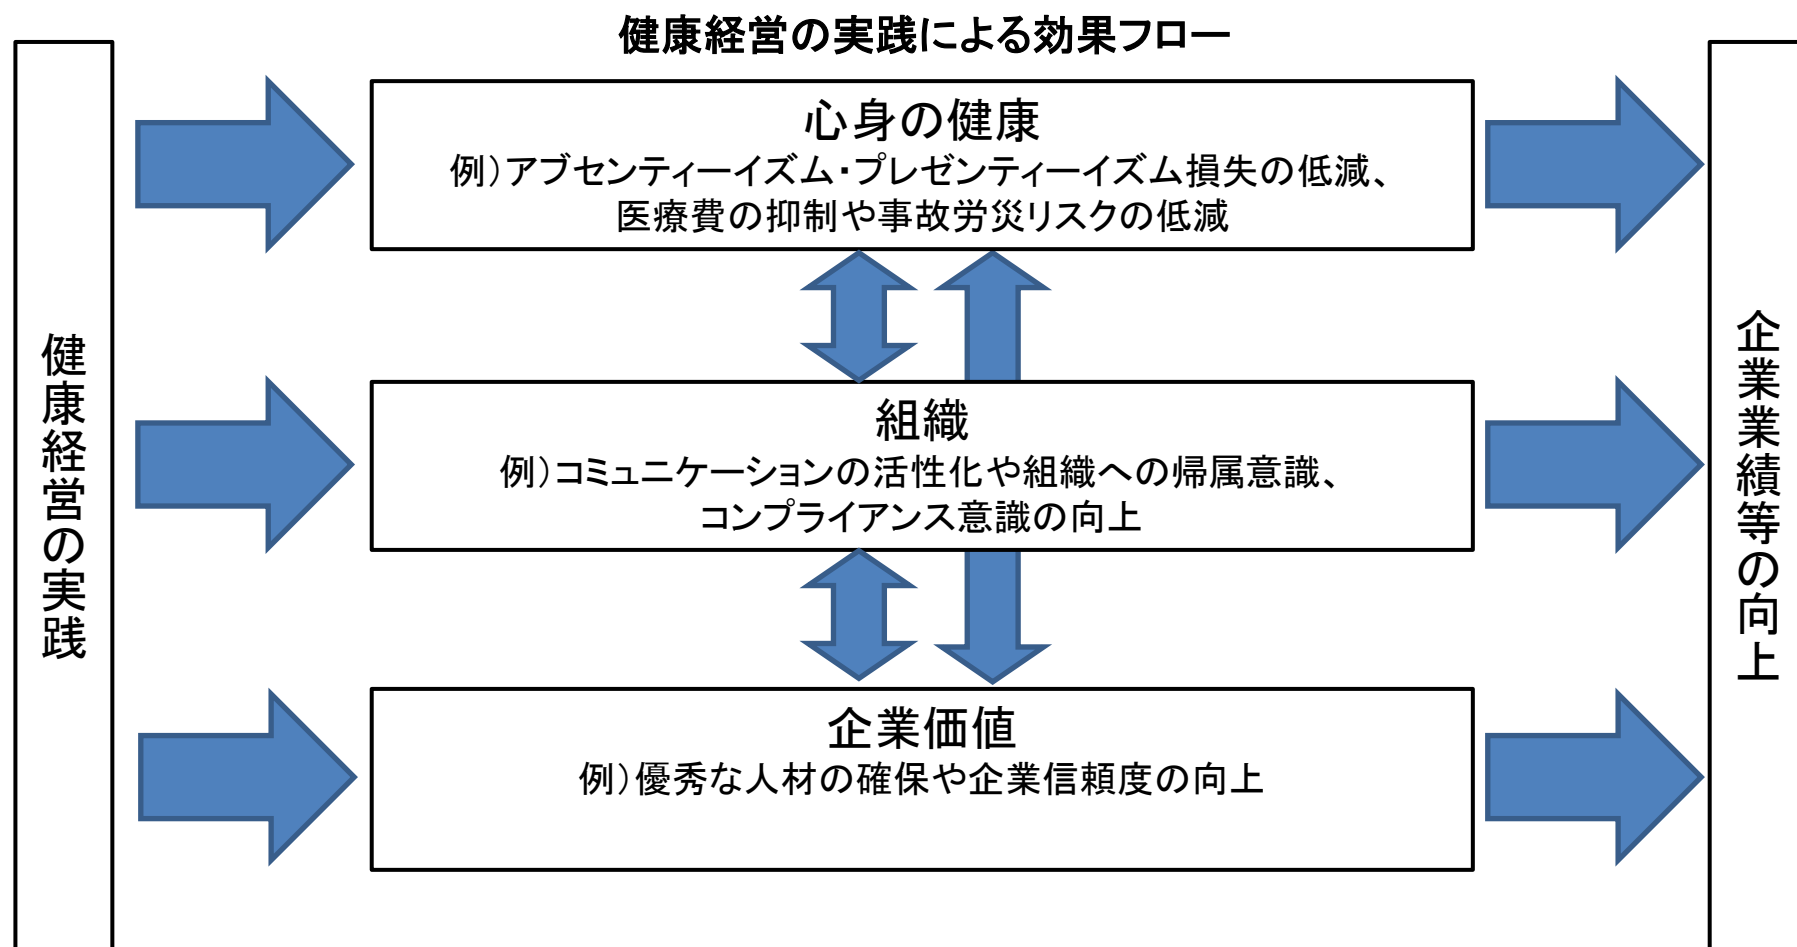 健康経営の実践による効果フロー
健康経営の実践
心身の健康
例）アブセンティーイズム・プレゼンティーイズム損失の低減、
医療費の抑制や事故労災リスクの低減
組織
例）コミュニケーションの活性化や組織への帰属意識、
コンプライアンス意識の向上
企業価値
例）優秀な人材の確保や企業信頼度の向上
企業業績等の向上